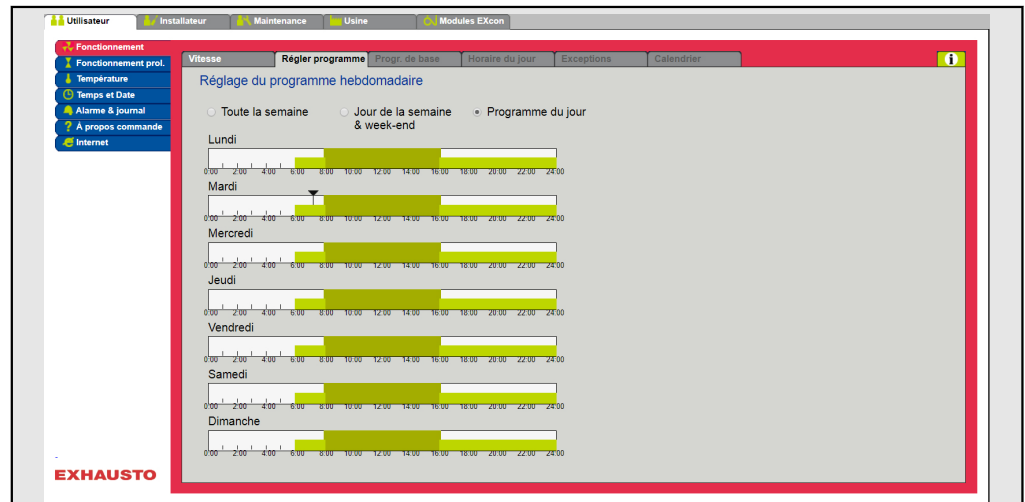 Utilisateur Installateur Maintenance Usine Modules EXcon
Fonctionnement
Fonctionnement prol.
Température
Temps et Date
Alarme & journal
À propos commande
Internet
Vitesse Régler programme Progr. de base Horaire du jour Exceptions Calendrier i
Réglage du programme hebdomadaire
Toute la semaine Jour de la semaine & week-end Programme du jour
Lundi
0:00 2:00 4:00 6:00 8:00 10:00 12:00 14:00 16:00 18:00 20:00 22:00 24:00
Mardi
0:00 2:00 4:00 6:00 8:00 10:00 12:00 14:00 16:00 18:00 20:00 22:00 24:00
Mercredi
0:00 2:00 4:00 6:00 8:00 10:00 12:00 14:00 16:00 18:00 20:00 22:00 24:00
Jeudi
0:00 2:00 4:00 6:00 8:00 10:00 12:00 14:00 16:00 18:00 20:00 22:00 24:00
Vendredi
0:00 2:00 4:00 6:00 8:00 10:00 12:00 14:00 16:00 18:00 20:00 22:00 24:00
Samedi
0:00 2:00 4:00 6:00 8:00 10:00 12:00 14:00 16:00 18:00 20:00 22:00 24:00
Dimanche
0:00 2:00 4:00 6:00 8:00 10:00 12:00 14:00 16:00 18:00 20:00 22:00 24:00
EXHAUSTO